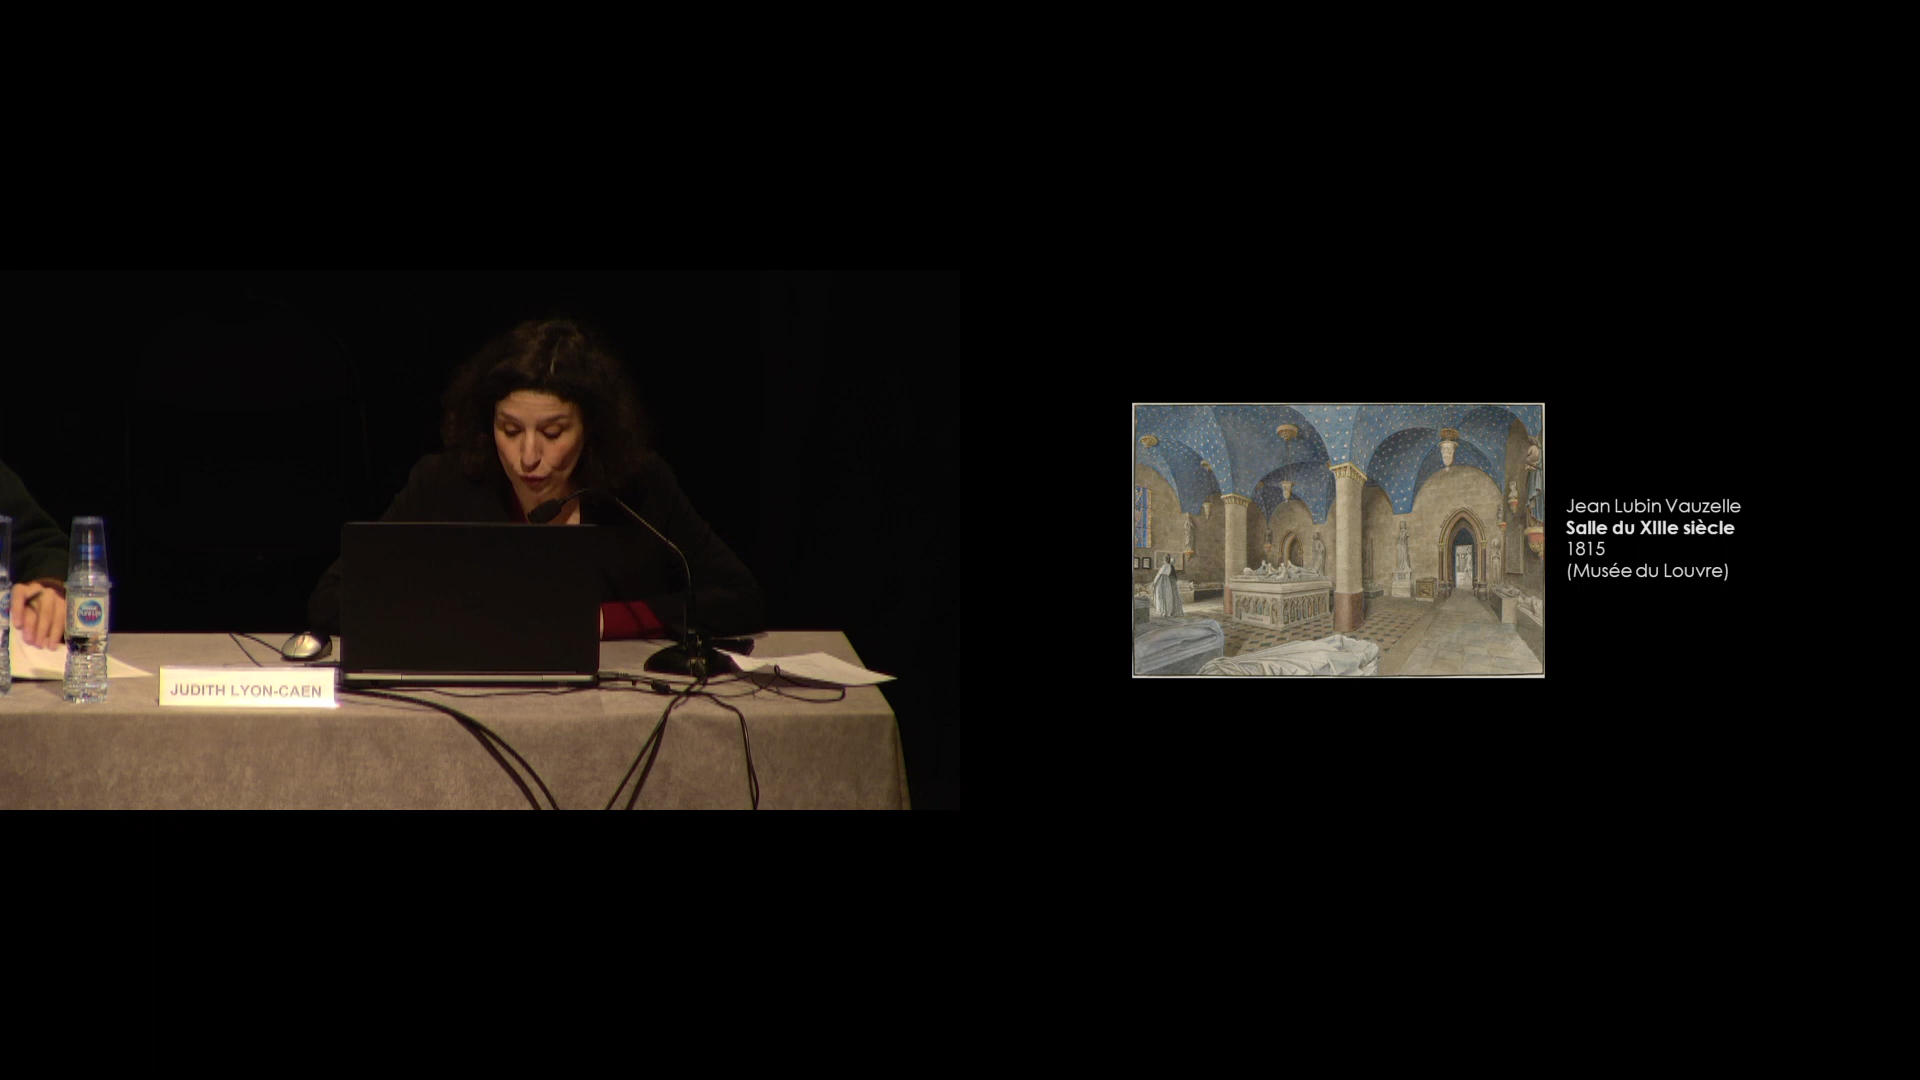 JUDITH LYON-CAEN
Jean Lubin Vauzelle
Salle du XIIIe siècle
1815
(Musée du Louvre)